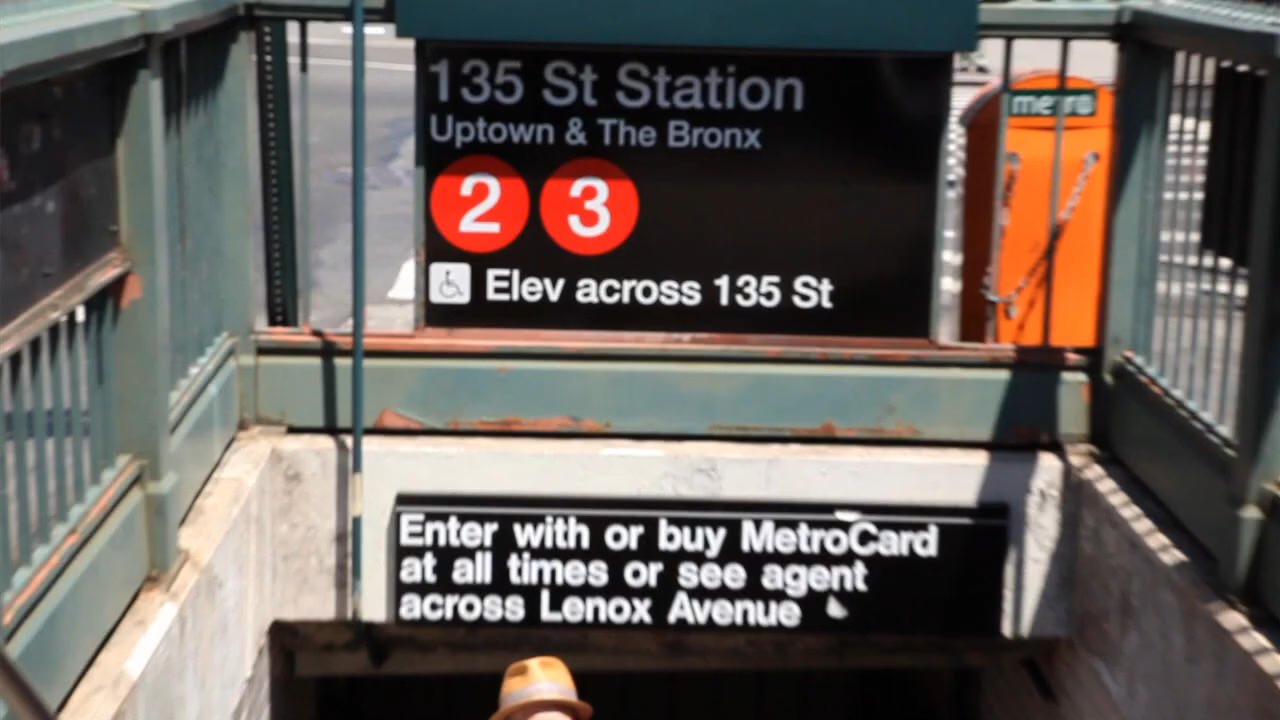 135 St Station
Uptown & The Bronx
2 3
Elev across 135 St
metro
Enter with or buy MetroCard
at all times or see agent
across Lenox Avenue